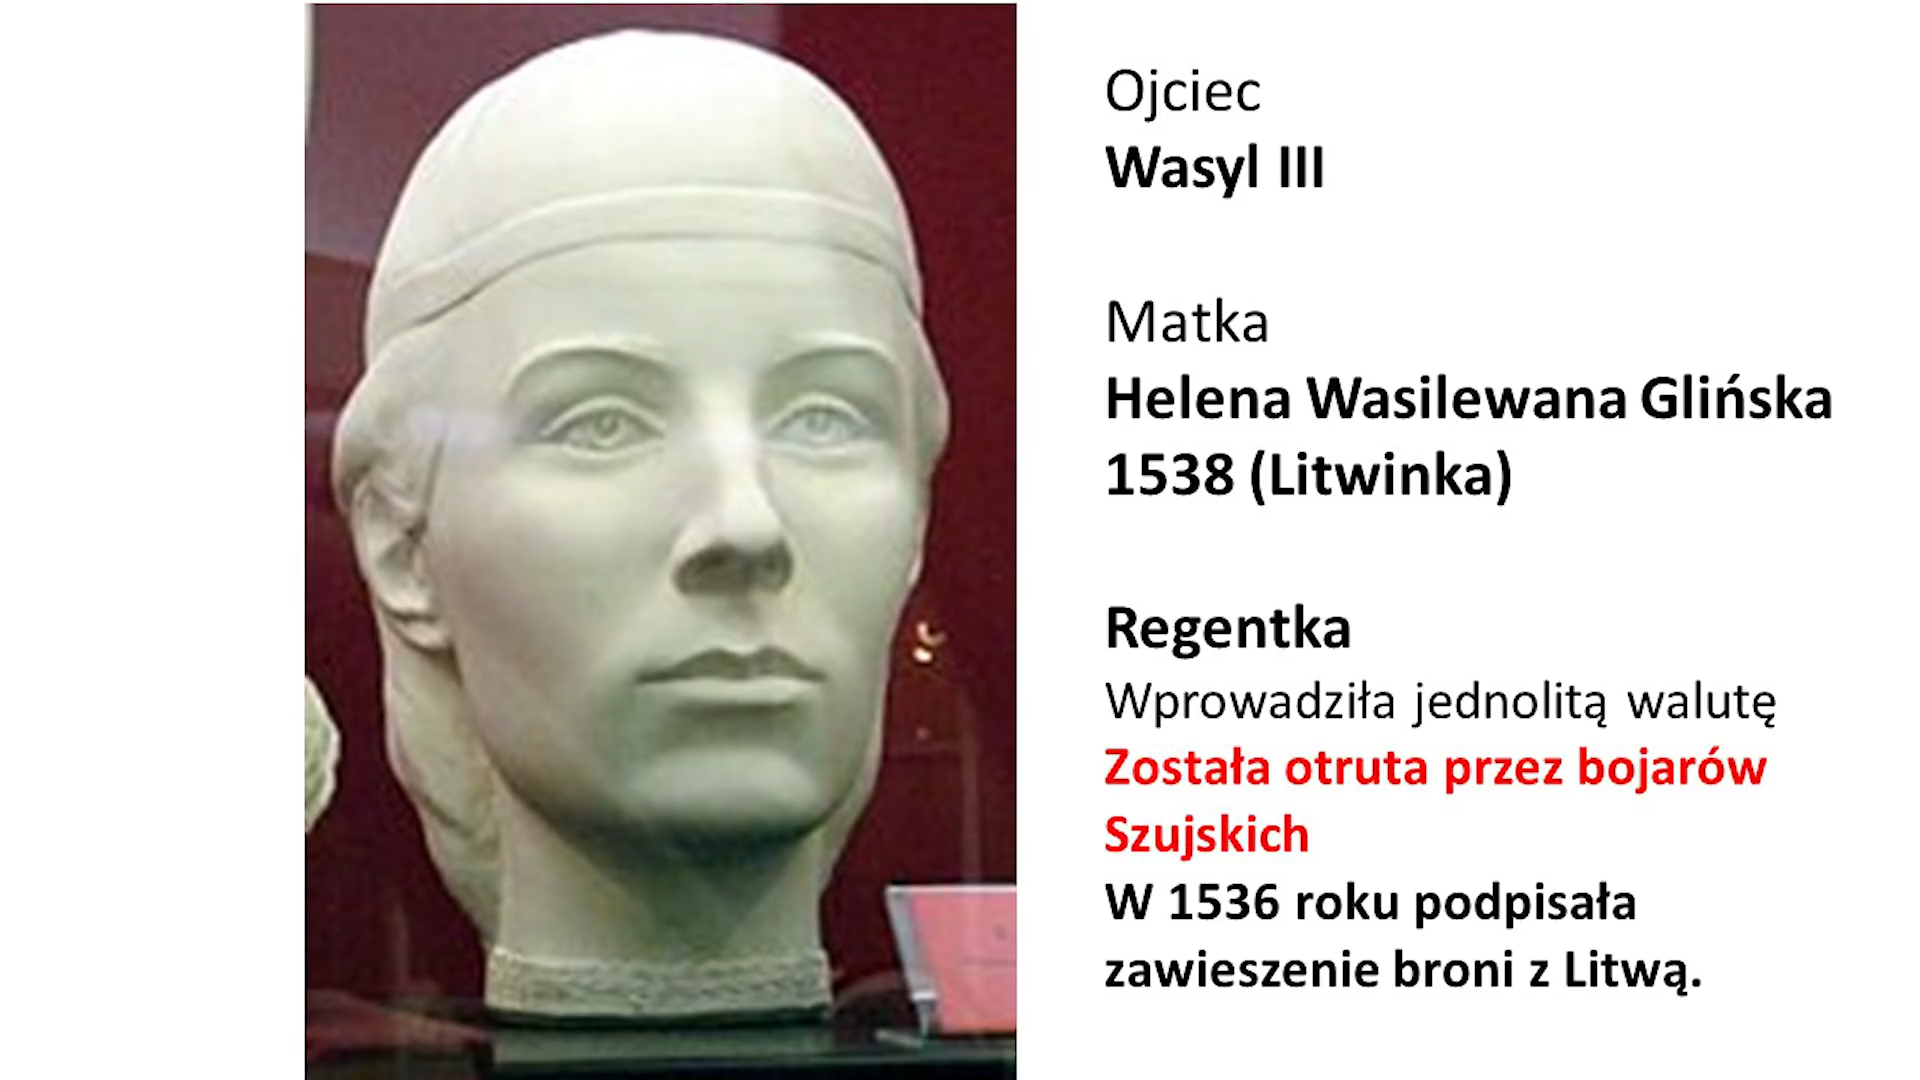 Ojciec
Wasyl III
Matka
Helena Wasilewana Glińska
1538 (Litwinka)
Regentka
Wprowadziła jednolitą walutę
Została otruta przez bojarów
Szujskich
W 1536 roku podpisała
zawieszenie broni z Litwą.